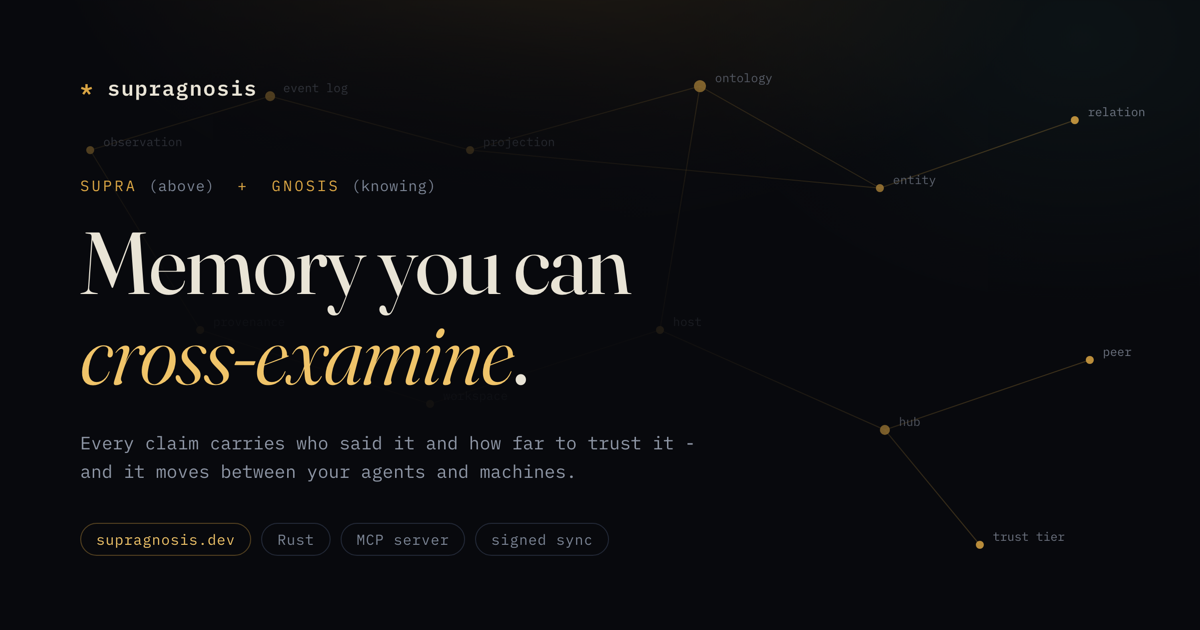 * supragnosis
event log
ontology
relation
observation
projection
entity
SUPRA (above) + GNOSIS (knowing)
Memory you can
provenance
host
cross-examine.
peer
hub
Every claim carries who said it and how far to trust it -
and it moves between your agents and machines.
supragnosis.dev
Rust
MCP server
signed sync
trust tier